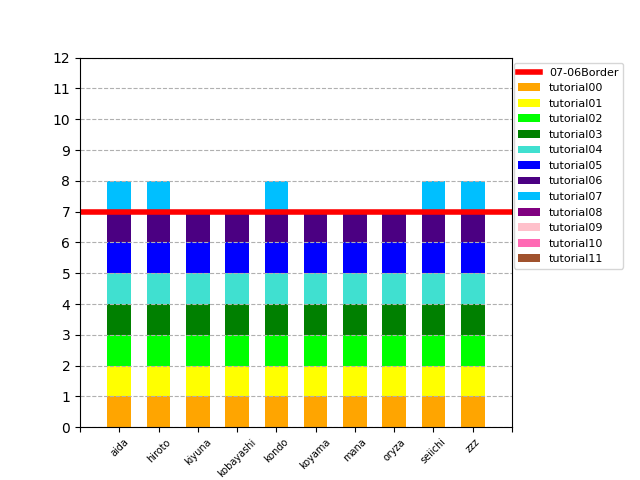 12
11
10
9
8
7
6
5
4
3
2
1
0
aida
hiroto
kiyuna
kobayashi
kondo
koyama
mana
oryza
seiichi
zzz
07-06Border
tutorial00
tutorial01
tutorial02
tutorial03
tutorial04
tutorial05
tutorial06
tutorial07
tutorial08
tutorial09
tutorial10
tutorial11